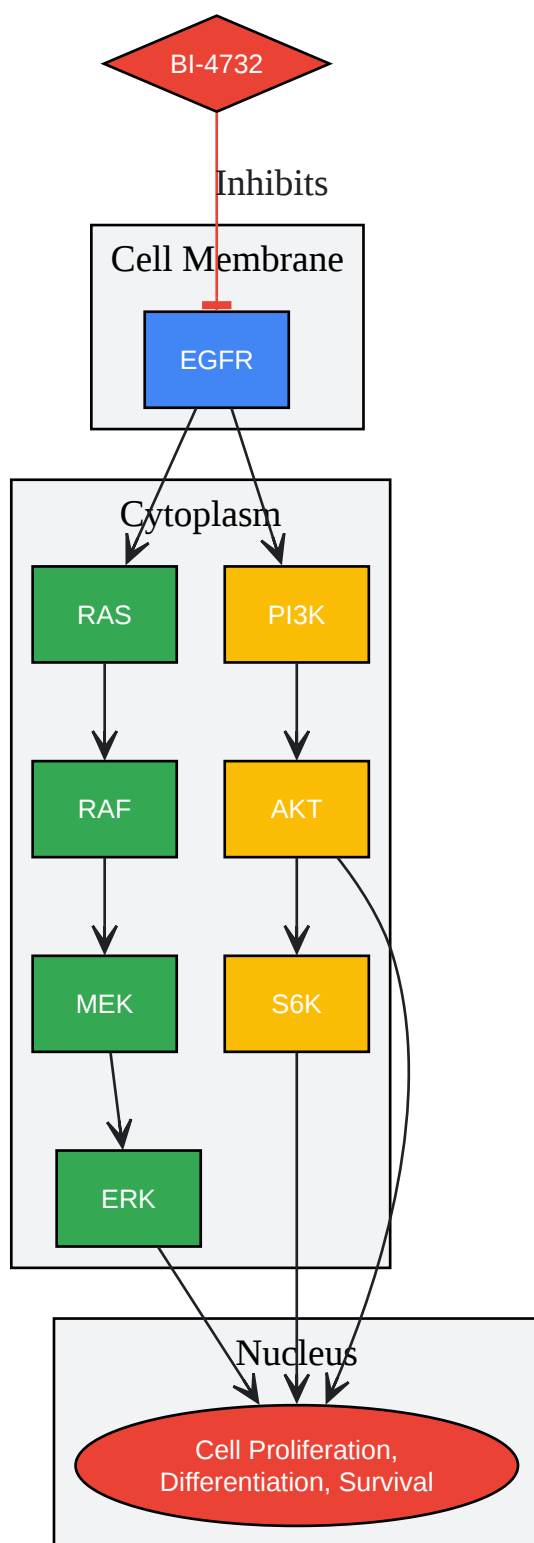 BI-4732
Inhibits
Cell Membrane
EGFR
Cytoplasm
RAS
PI3K
RAF
AKT
MEK
S6K
ERK
Nucleus
Cell Proliferation,
Differentiation, Survival